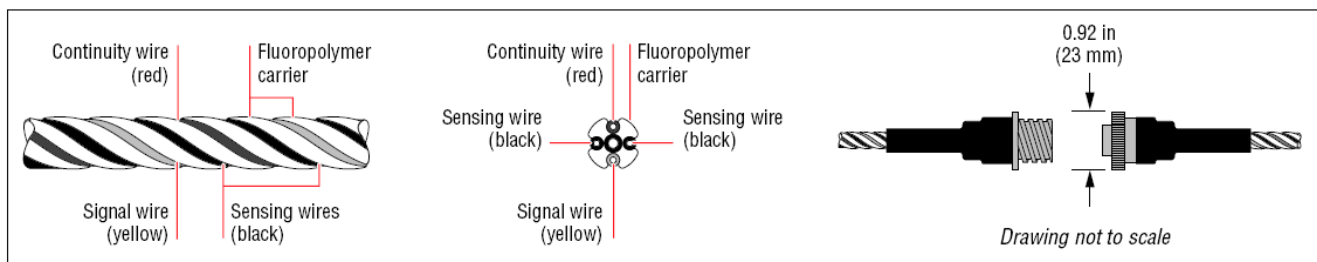 Continuity wire
(red)
Fluoropolymer
carrier
Signal wire
(yellow)
Sensing wires
(black)
Continuity wire
(red)
Fluoropolymer
carrier
Sensing wire
(black)
Sensing wire
(black)
Signal wire
(yellow)
0.92 in
(23 mm)
Drawing not to scale